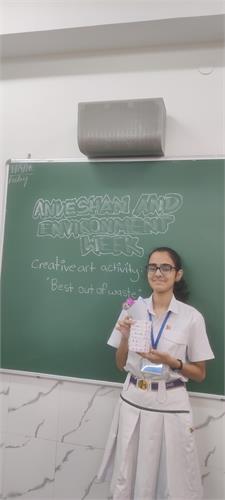 ANVESHAN AND
ENVIRONMENT
WEEK
Creative art activity:
"Best out of waste"